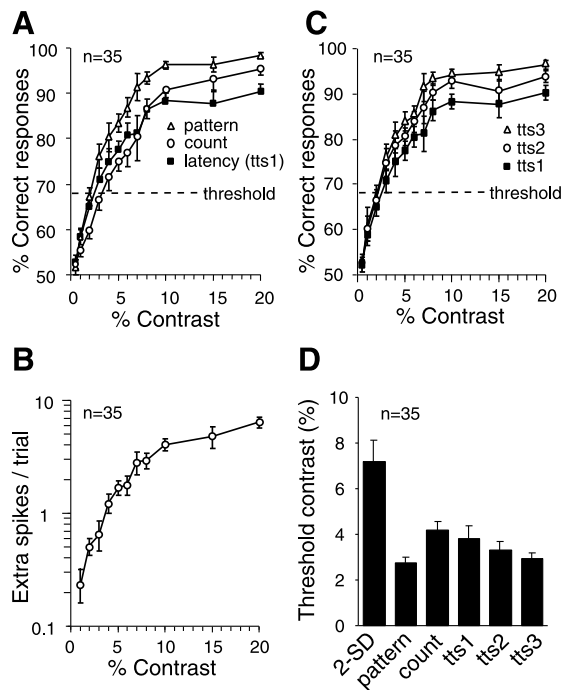 A
n=35
% Correct responses
100
90
80
70
60
50
pattern
count
latency (tts1)
threshold
0
5
10
15
20
% Contrast
C
n=35
% Correct responses
100
90
80
70
60
50
tts3
tts2
tts1
threshold
0
5
10
15
20
% Contrast
B
n=35
Extra spikes / trial
10
1
0.1
0
5
10
15
20
% Contrast
D
n=35
Threshold contrast (%)
10
8
6
4
2
0
2-SD
pattern
count
tts1
tts2
tts3